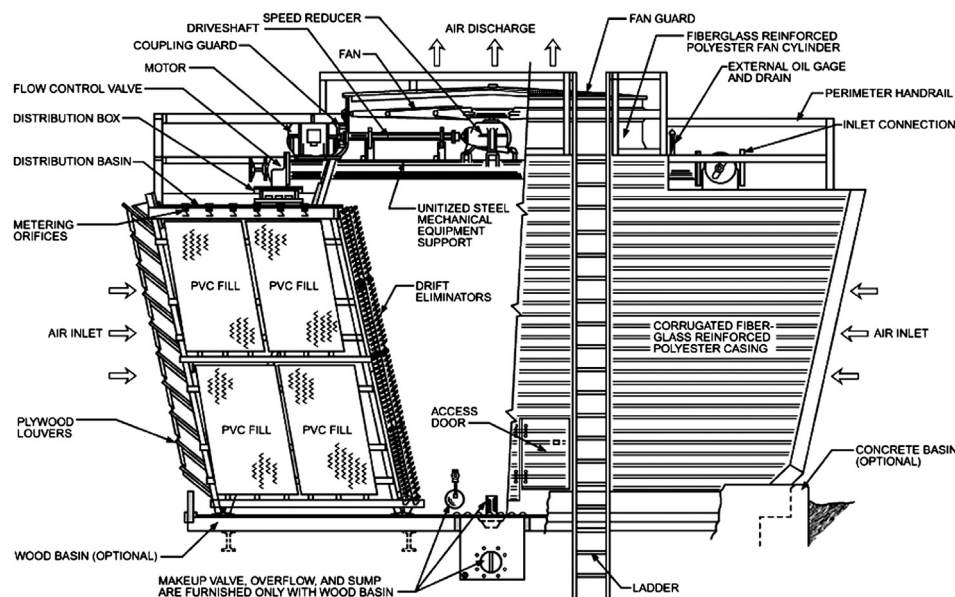 SPEED REDUCER
DRIVESHAFT
COUPLING GUARD
FAN
MOTOR
FLOW CONTROL VALVE
DISTRIBUTION BOX
DISTRIBUTION BASIN
METERING
ORIFICES
AIR DISCHARGE
FAN GUARD
FIBERGLASS REINFORCED
POLYESTER FAN CYLINDER
EXTERNAL OIL GAGE
AND DRAIN
PERIMETER HANDRAIL
INLET CONNECTION
UNITIZED STEEL
MECHANICAL
EQUIPMENT
SUPPORT
PVC FILL
PVC FILL
DRIFT
ELIMINATORS
AIR INLET
CORRUGATED FIBER-
GLASS REINFORCED
POLYESTER CASING
AIR INLET
PVC FILL
PVC FILL
PLYWOOD
LOUVERS
ACCESS
DOOR
CONCRETE BASIN
(OPTIONAL)
WOOD BASIN (OPTIONAL)
MAKEUP VALVE, OVERFLOW, AND SUMP
ARE FURNISHED ONLY WITH WOOD BASIN
LADDER